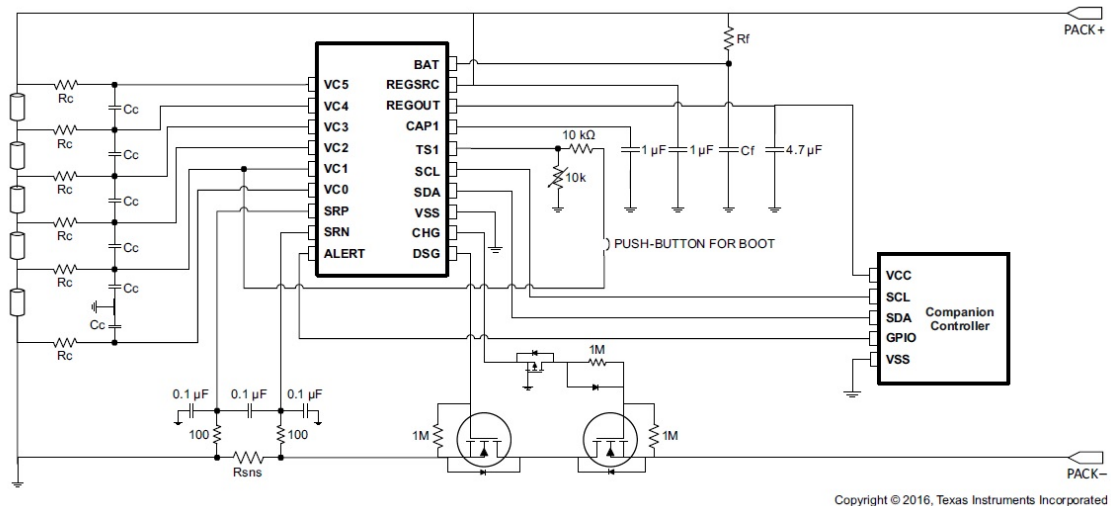 PACK+
Rf
BAT
REGSRC
REGOUT
CAP1
TS1
SCL
SDA
VSS
CHG
DSG
VC5
VC4
VC3
VC2
VC1
VC0
SRP
SRN
ALERT
Rc
Rc
Rc
Rc
Rc
Rc
Cc
Cc
Cc
Cc
Cc
Cc
10 kΩ
10k
1 µF
1 µF
Cf
4.7 µF
PUSH-BUTTON FOR BOOT
VCC
SCL
SDA
GPIO
VSS
Companion
Controller
1M
0.1 µF
0.1 µF
0.1 µF
100
100
1M
1M
Rsns
PACK–
Copyright © 2016, Texas Instruments Incorporated